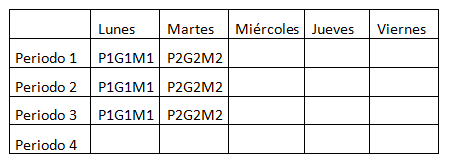 Lunes Martes Miércoles Jueves Viernes
Periodo 1 P1G1M1 P2G2M2
Periodo 2 P1G1M1 P2G2M2
Periodo 3 P1G1M1 P2G2M2
Periodo 4